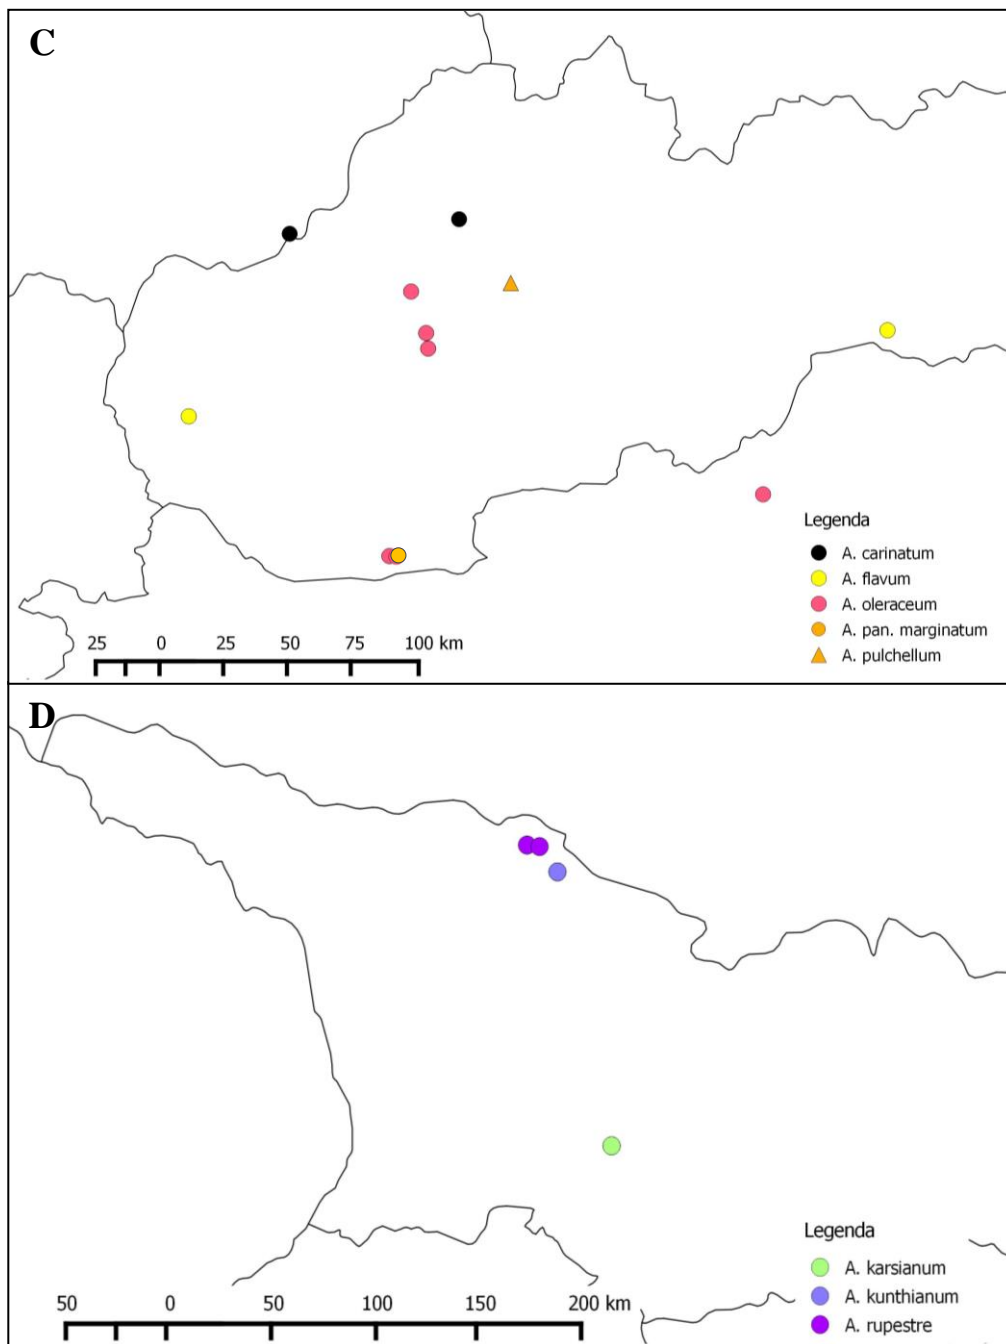 C
Legenda
A. carinatum
A. flavum
A. oleraceum
A. pan. marginatum
A. pulchellum
25 0 25 50 75 100 km
D
Legenda
A. karsianum
A. kunthianum
A. rupestre
50 0 50 100 150 200 km